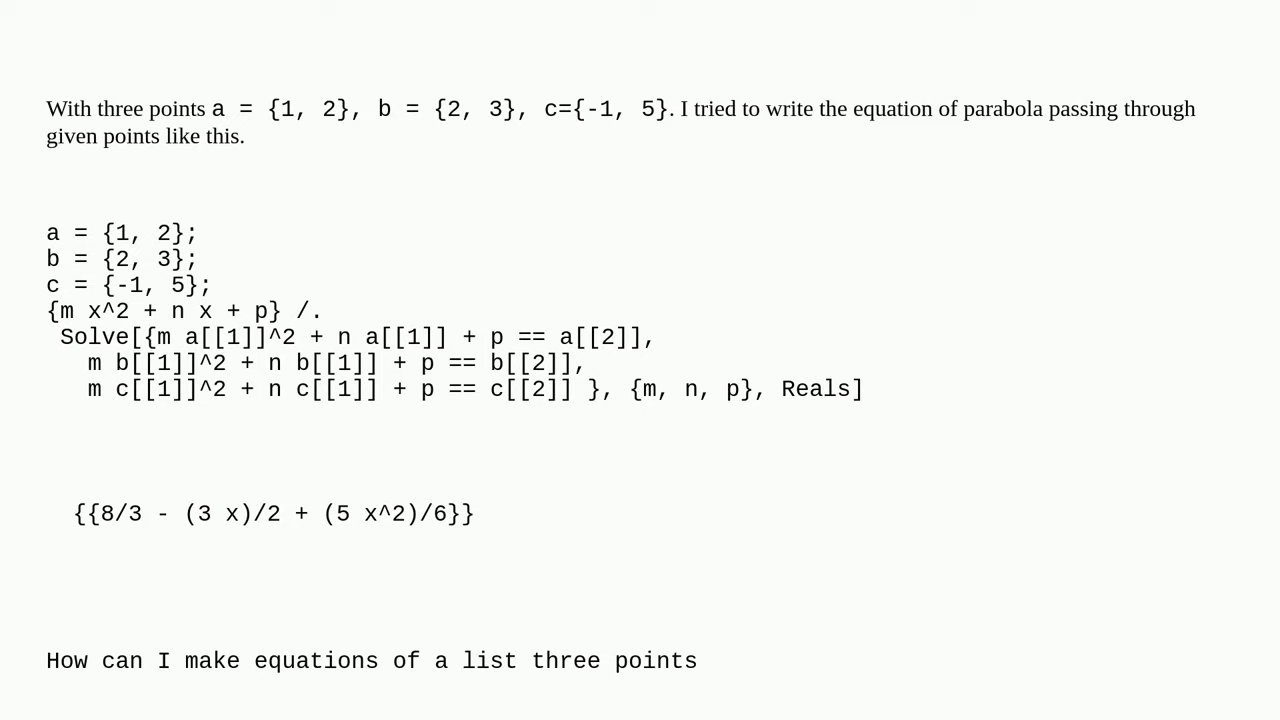 With three points a = {1, 2}, b = {2, 3}, c={-1, 5}. I tried to write the equation of parabola passing through
given points like this.
a = {1, 2};
b = {2, 3};
c = {-1, 5};
{m x^2 + n x + p} /.
 Solve[{m a[[1]]^2 + n a[[1]] + p == a[[2]],
   m b[[1]]^2 + n b[[1]] + p == b[[2]],
   m c[[1]]^2 + n c[[1]] + p == c[[2]] }, {m, n, p}, Reals]
{{8/3 - (3 x)/2 + (5 x^2)/6}}
How can I make equations of a list three points